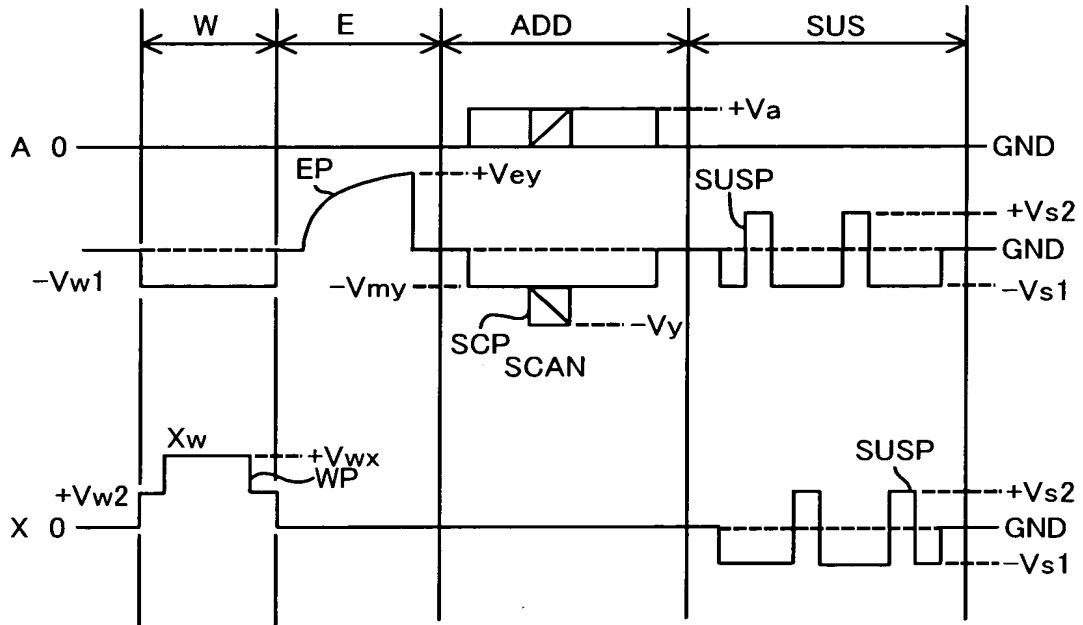 W E ADD SUS
+Va
A 0 GND
EP +Vey SUSP
+Vs2
GND
−Vw1 −Vmy −Vs1
SCP −Vy
SCAN
Xw
+Vwx SUSP
WP
+Vw2 +Vs2
X 0 GND
−Vs1